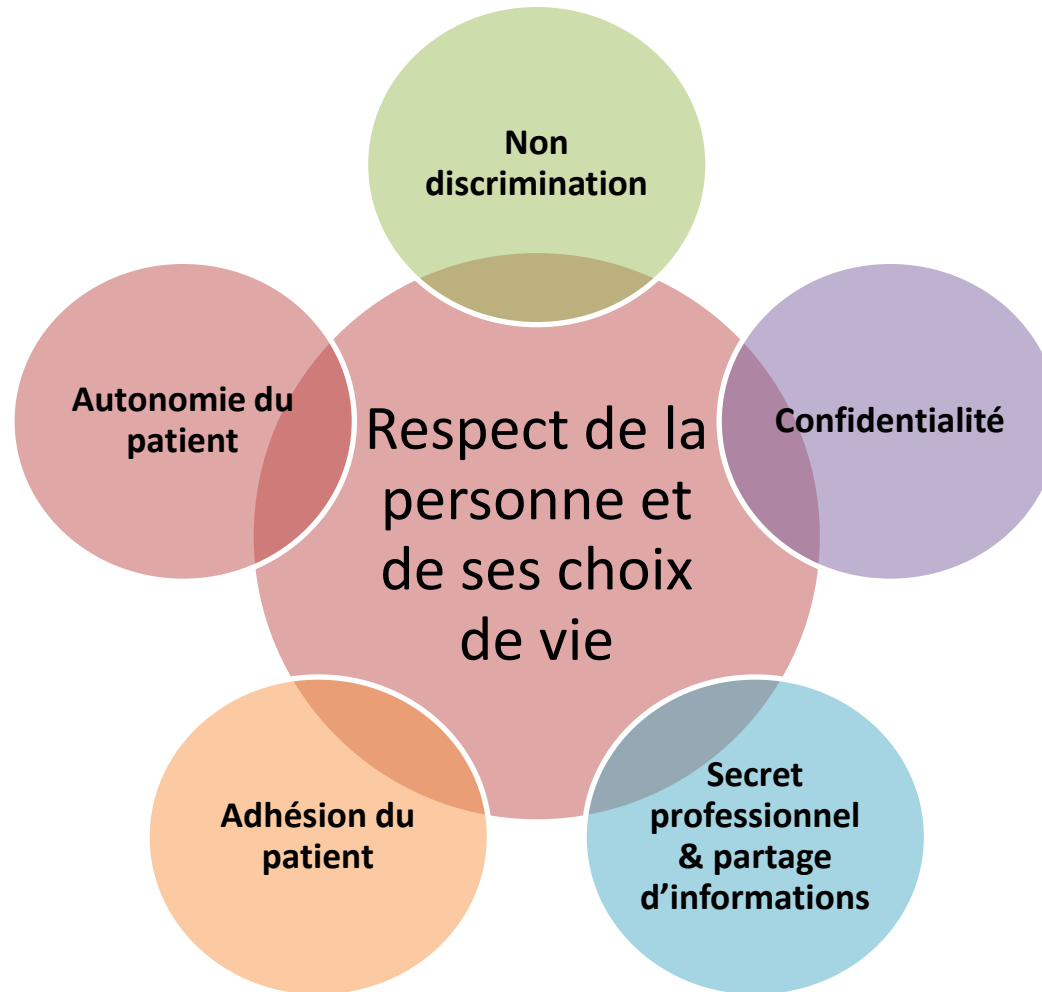 Non
discrimination
Autonomie du
patient
Respect de la
personne et
de ses choix
de vie
Confidentialité
Adhésion du
patient
Secret
professionnel
& partage
d’informations